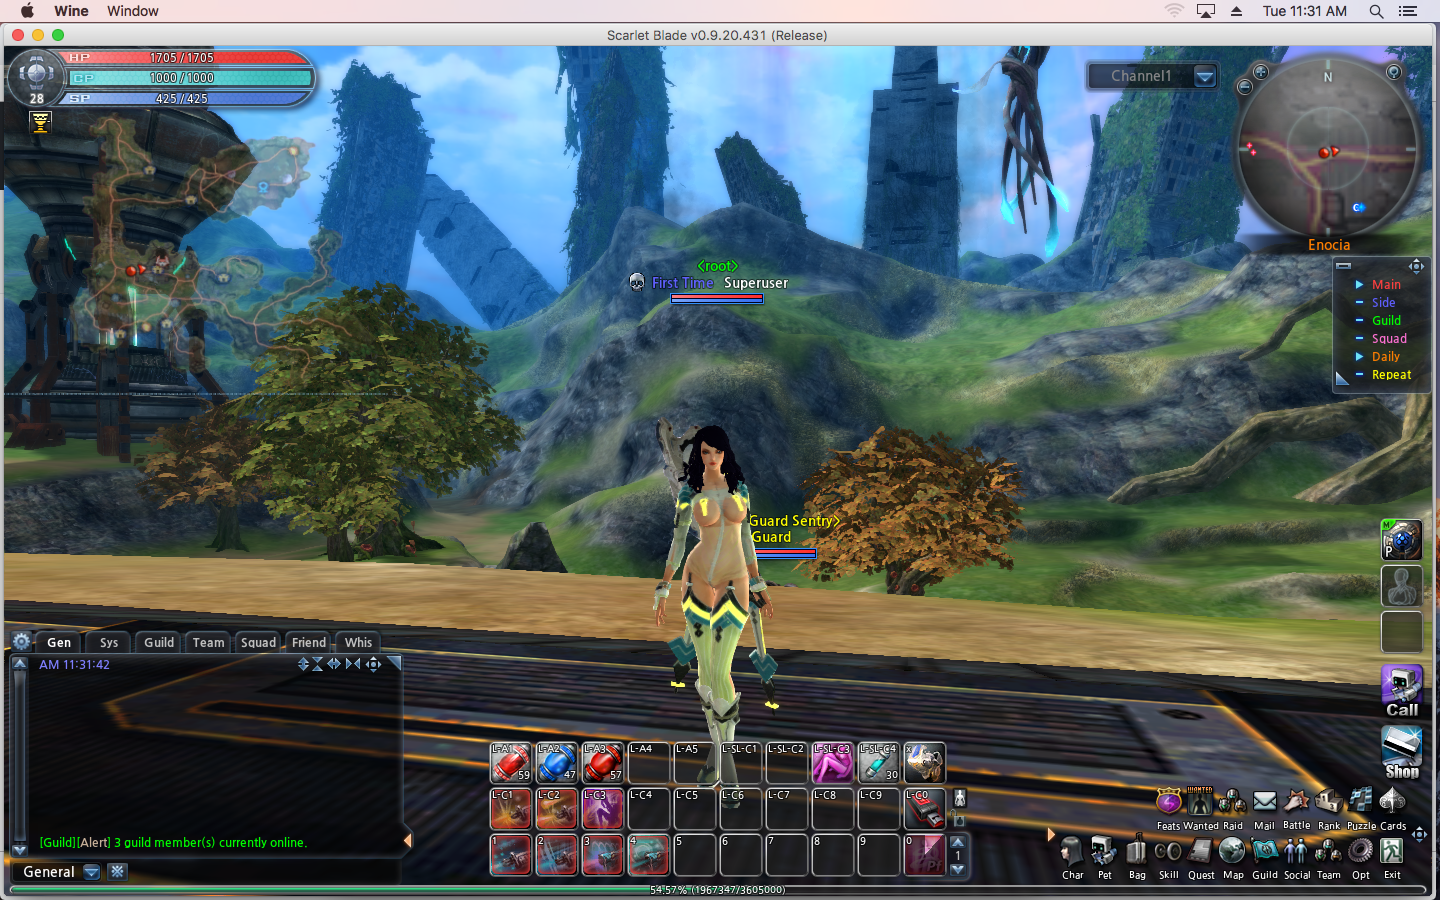 Wine Window
Tue 11:31 AM
Scarlet Blade v0.9.20.431 (Release)
HP 1705 / 1705
CP 1000 / 1000
SP 425 / 425
28
Channel1
N
Enocia
Main
Side
Guild
Squad
Daily
Repeat
<root>
First Time Superuser
Guard Sentry>
Guard
M
P
Call
Shop
Gen Sys Guild Team Squad Friend Whis
AM 11:31:42
[Guild][Alert] 3 guild member(s) currently online.
General
L-A1 L-A2 L-A3 L-A4 L-A5 L-SL-C1 L-SL-C2 L-SL-C3 L-SL-C4 X
59 47 57 30
L-C1 L-C2 L-C3 L-C4 L-C5 L-C6 L-C7 L-C8 L-C9 L-C0
1 2 3 4 5 6 7 8 9 0
1
WANTED
Feats Wanted Raid Mail Battle Rank Puzzle Cards
Char Pet Bag Skill Quest Map Guild Social Team Opt Exit
54.57% (1967347/3605000)